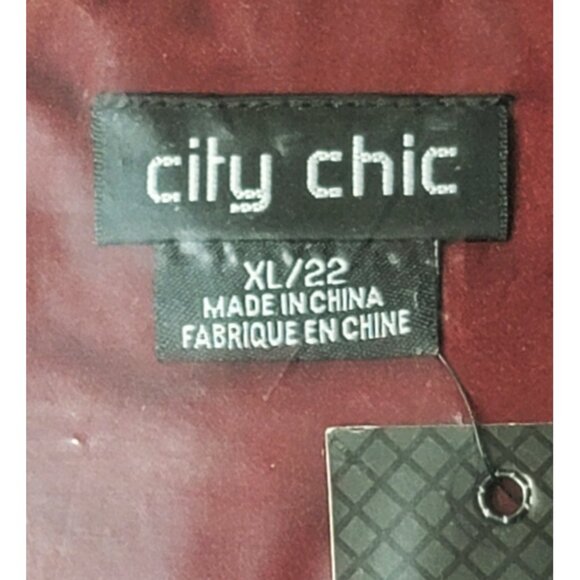 city chic
XL/22
MADE IN CHINA
FABRIQUE EN CHINE